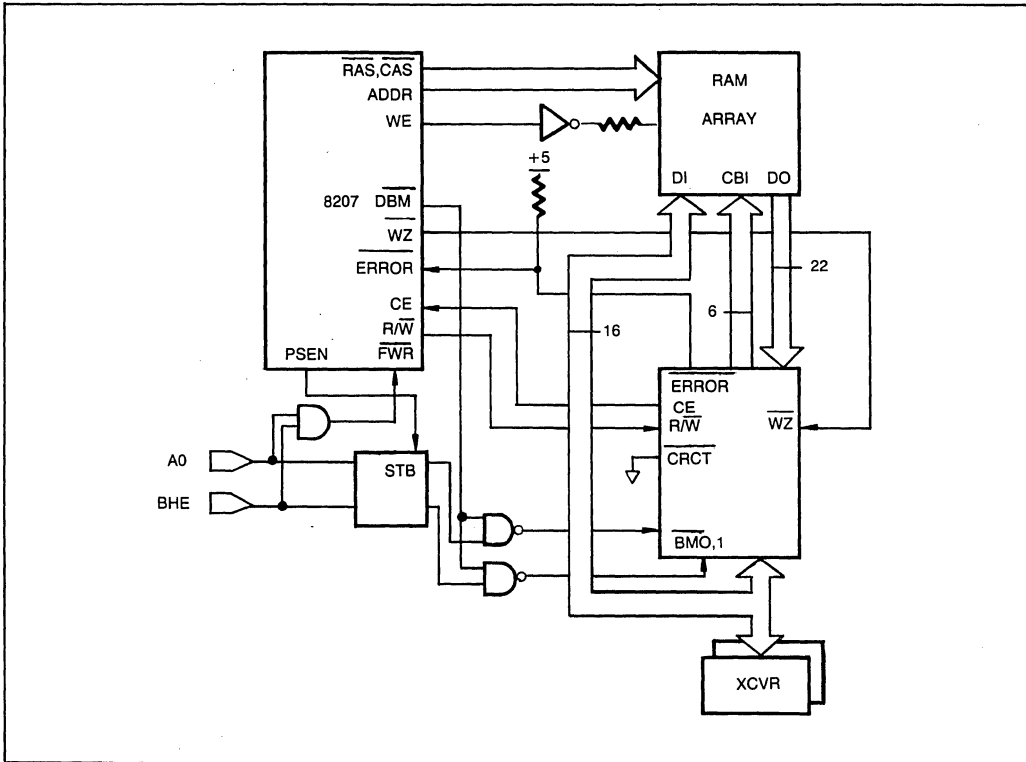 RAS,CAS
ADDR
WE
8207 DBM
WZ
ERROR
CE
R/W
PSEN FWR
RAM
ARRAY
DI CBI DO
+5
22
16
6
ERROR
CE
R/W
WZ
CRCT
BMO,1
A0
BHE
STB
XCVR